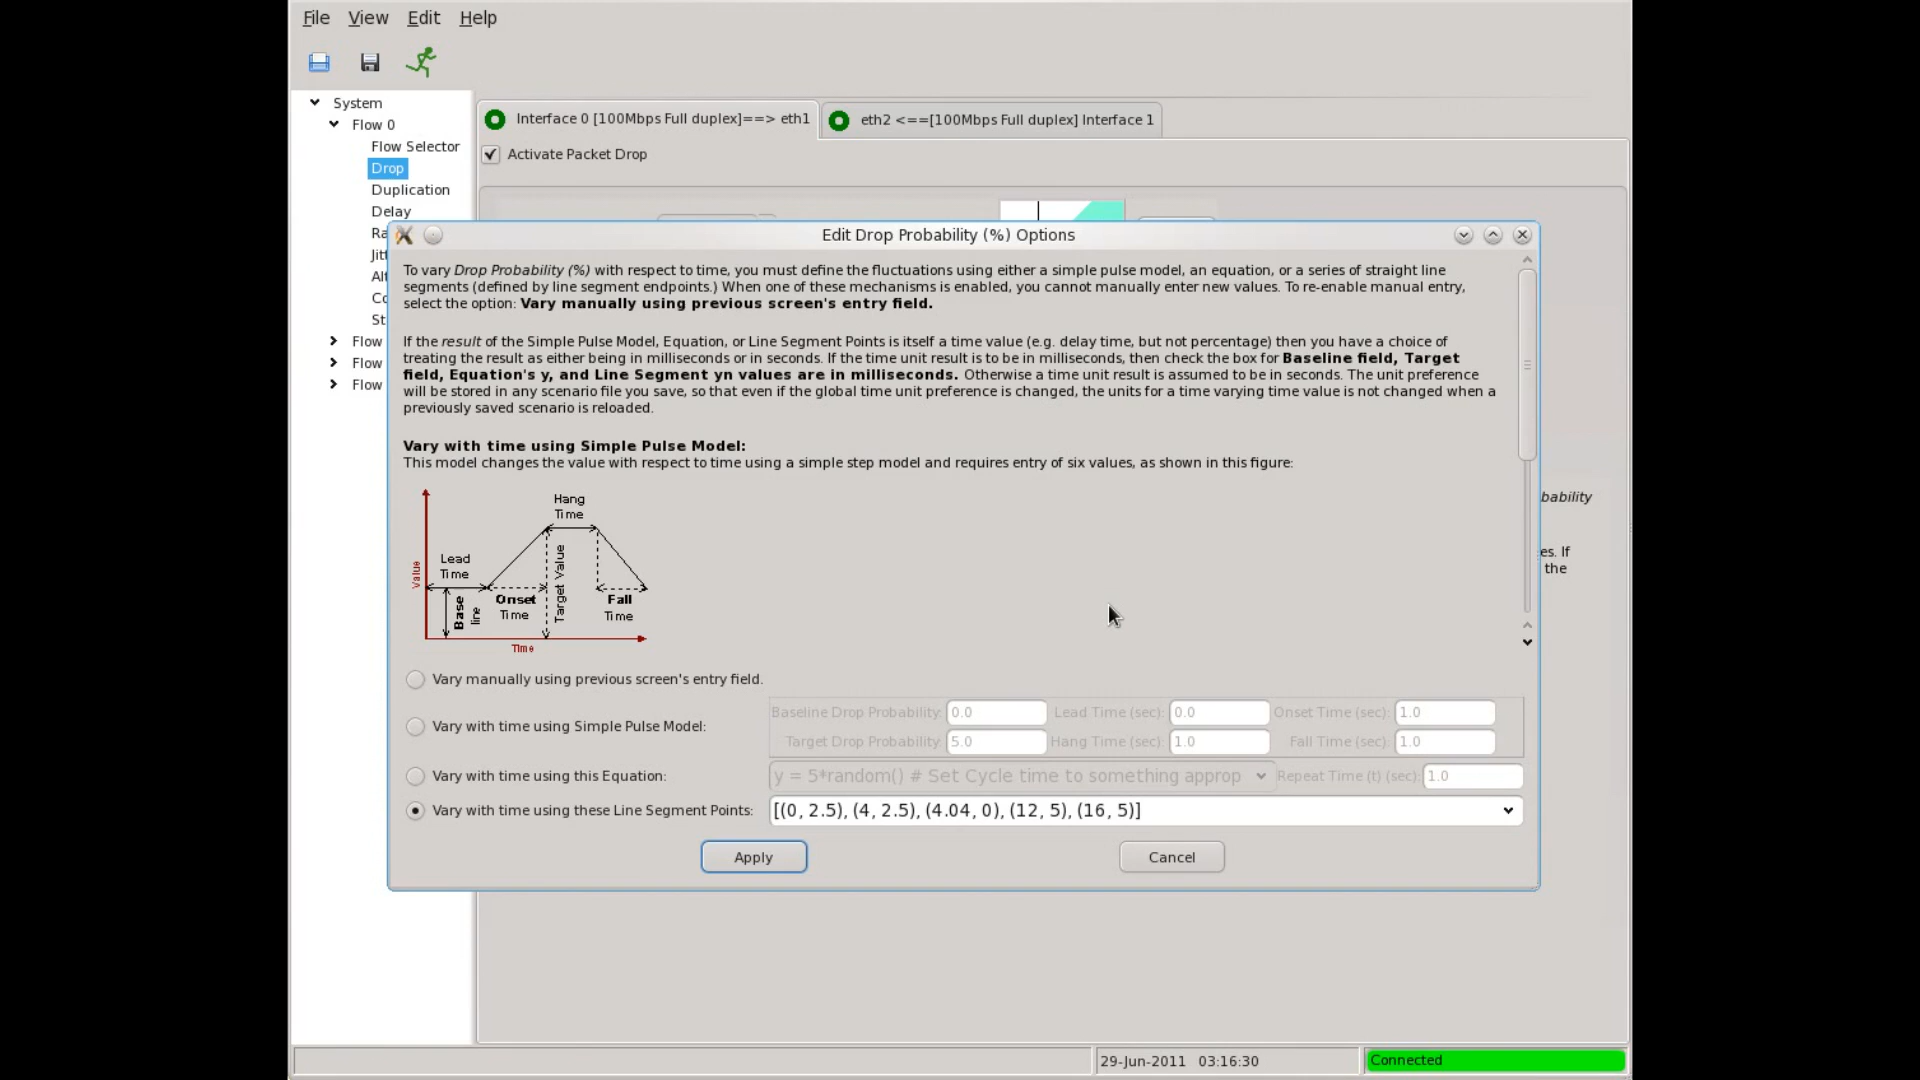 File View Edit Help
System
Flow 0
Flow Selector
Drop
Duplication
Delay
Flow
Flow
Flow
Interface 0 [100Mbps Full duplex]==> eth1
eth2 <==[100Mbps Full duplex] Interface 1
Activate Packet Drop
Edit Drop Probability (%) Options
To vary Drop Probability (%) with respect to time, you must define the fluctuations using either a simple pulse model, an equation, or a series of straight line
segments (defined by line segment endpoints.) When one of these mechanisms is enabled, you cannot manually enter new values. To re-enable manual entry,
select the option: Vary manually using previous screen's entry field.
If the result of the Simple Pulse Model, Equation, or Line Segment Points is itself a time value (e.g. delay time, but not percentage) then you have a choice of
treating the result as either being in milliseconds or in seconds. If the time unit result is to be in milliseconds, then check the box for Baseline field, Target
field, Equation's y, and Line Segment yn values are in milliseconds. Otherwise a time unit result is assumed to be in seconds. The unit preference
will be stored in any scenario file you save, so that even if the global time unit preference is changed, the units for a time varying time value is not changed when a
previously saved scenario is reloaded.
Vary with time using Simple Pulse Model:
This model changes the value with respect to time using a simple step model and requires entry of six values, as shown in this figure:
Hang
Time
Lead
Time
Value
Base
line
Onset
Time
Target Value
Fall
Time
Time
bability
es. If
the
Vary manually using previous screen's entry field.
Vary with time using Simple Pulse Model:
Baseline Drop Probability: 0.0 Lead Time (sec): 0.0 Onset Time (sec): 1.0
Target Drop Probability: 5.0 Hang Time (sec): 1.0 Fall Time (sec): 1.0
Vary with time using this Equation: y = 5*random() # Set Cycle time to something approp Repeat Time (t) (sec): 1.0
Vary with time using these Line Segment Points: [(0, 2.5), (4, 2.5), (4.04, 0), (12, 5), (16, 5)]
Apply Cancel
29-Jun-2011 03:16:30
Connected